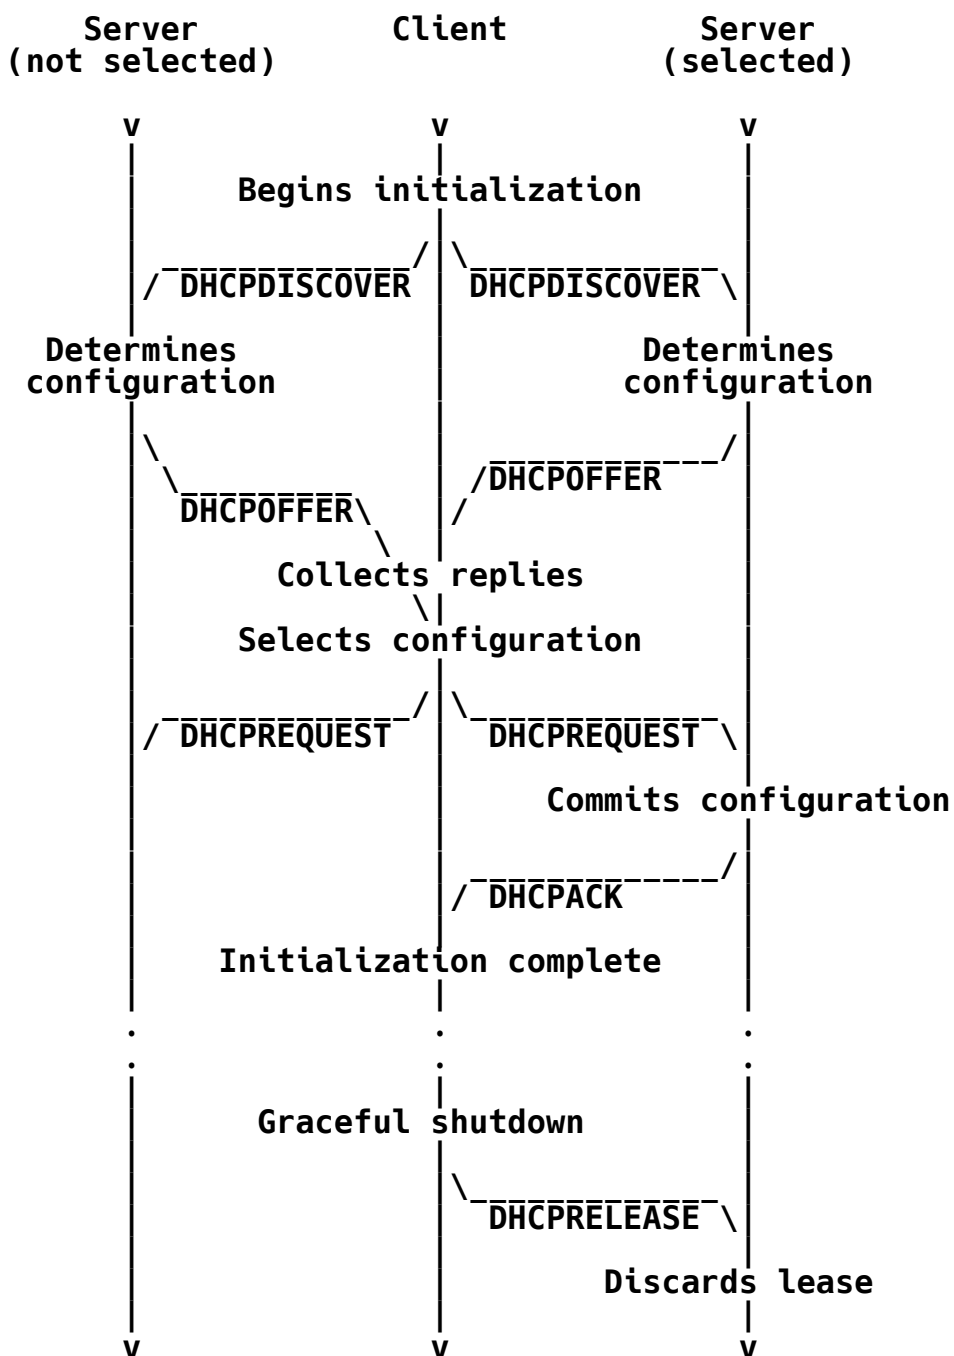 Server Client Server
(not selected) (selected)
v v v
Begins initialization
DHCPDISCOVER DHCPDISCOVER
Determines Determines
configuration configuration
DHCPOFFER
DHCPOFFER
Collects replies
Selects configuration
DHCPREQUEST DHCPREQUEST
Commits configuration
DHCPACK
Initialization complete
. . .
. . .
Graceful shutdown
DHCPRELEASE
Discards lease
v v v